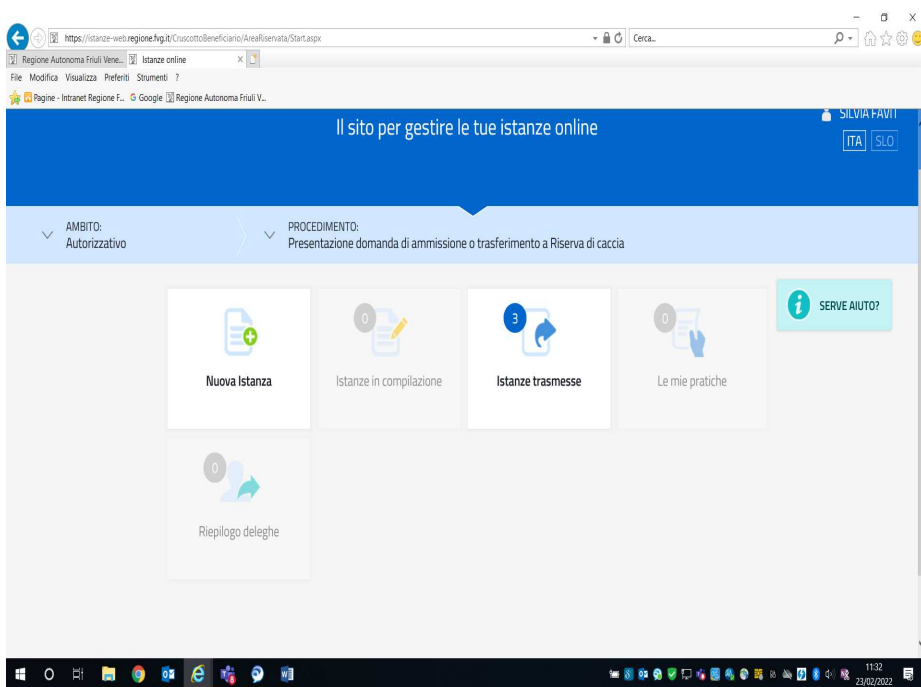 https://istanze-web.regione.fvg.it/CruscottoBeneficiario/AreaRiservata/Start.aspx
Cerca...
Regione Autonoma Friuli Vene...
Istanze online
File Modifica Visualizza Preferiti Strumenti ?
Pagine - Intranet Regione F... Google Regione Autonoma Friuli V...
SILVIA FAVIT
Il sito per gestire le tue istanze online
ITA SLO
AMBITO:
Autorizzativo
PROCEDIMENTO:
Presentazione domanda di ammissione o trasferimento a Riserva di caccia
SERVE AIUTO?
Nuova Istanza
0
Istanze in compilazione
3
Istanze trasmesse
0
Le mie pratiche
0
Riepilogo deleghe
11:32
23/02/2022